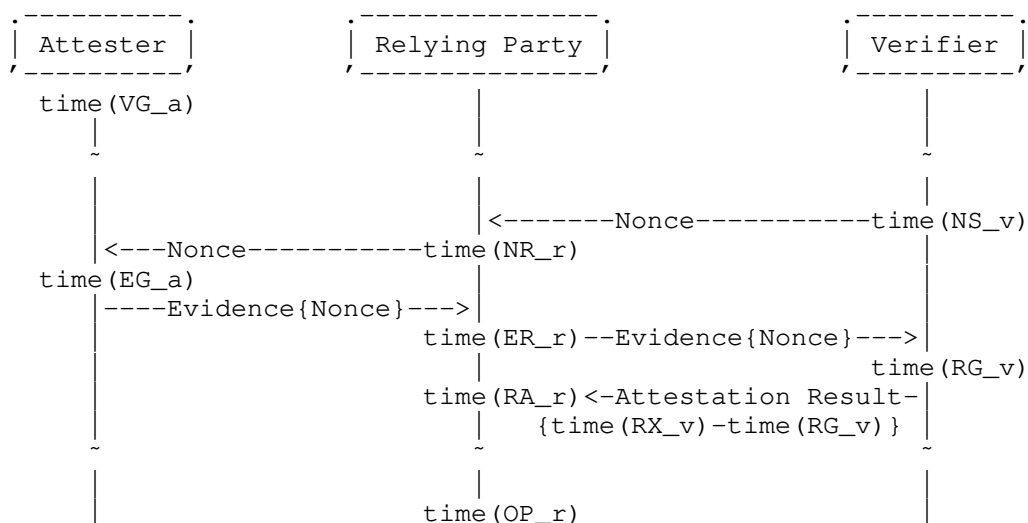 .----------.            .---------------.                 .----------.
| Attester |            | Relying Party |                 | Verifier |
'----------'            '---------------'                 '----------'
time(VG_a)
~ ~ ~
<-------Nonce-----------time(NS_v)
<---Nonce-----------time(NR_r)
time(EG_a)
----Evidence{Nonce}--->
time(ER_r)--Evidence{Nonce}--->
time(RG_v)
time(RA_r)<-Attestation Result-
{time(RX_v)-time(RG_v)}
~ ~ ~
time(OP_r)